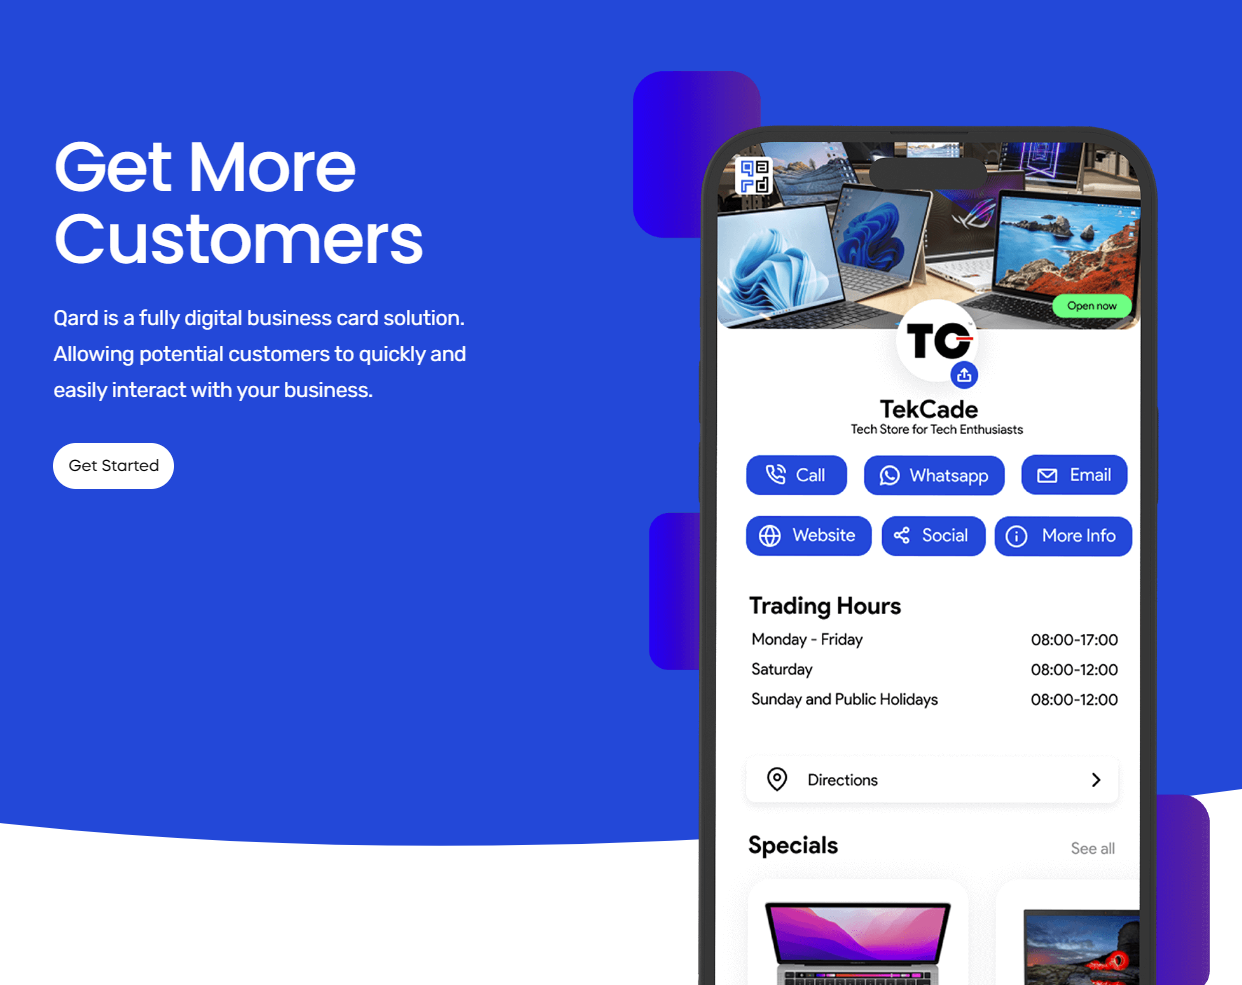 Get More
Customers
Qard is a fully digital business card solution.
Allowing potential customers to quickly and
easily interact with your business.
Get Started
qa
rd
Open now
TC
TekCade
Tech Store for Tech Enthusiasts
Call
Whatsapp
Email
Website
Social
More Info
Trading Hours
Monday - Friday 08:00-17:00
Saturday 08:00-12:00
Sunday and Public Holidays 08:00-12:00
Directions
Specials See all